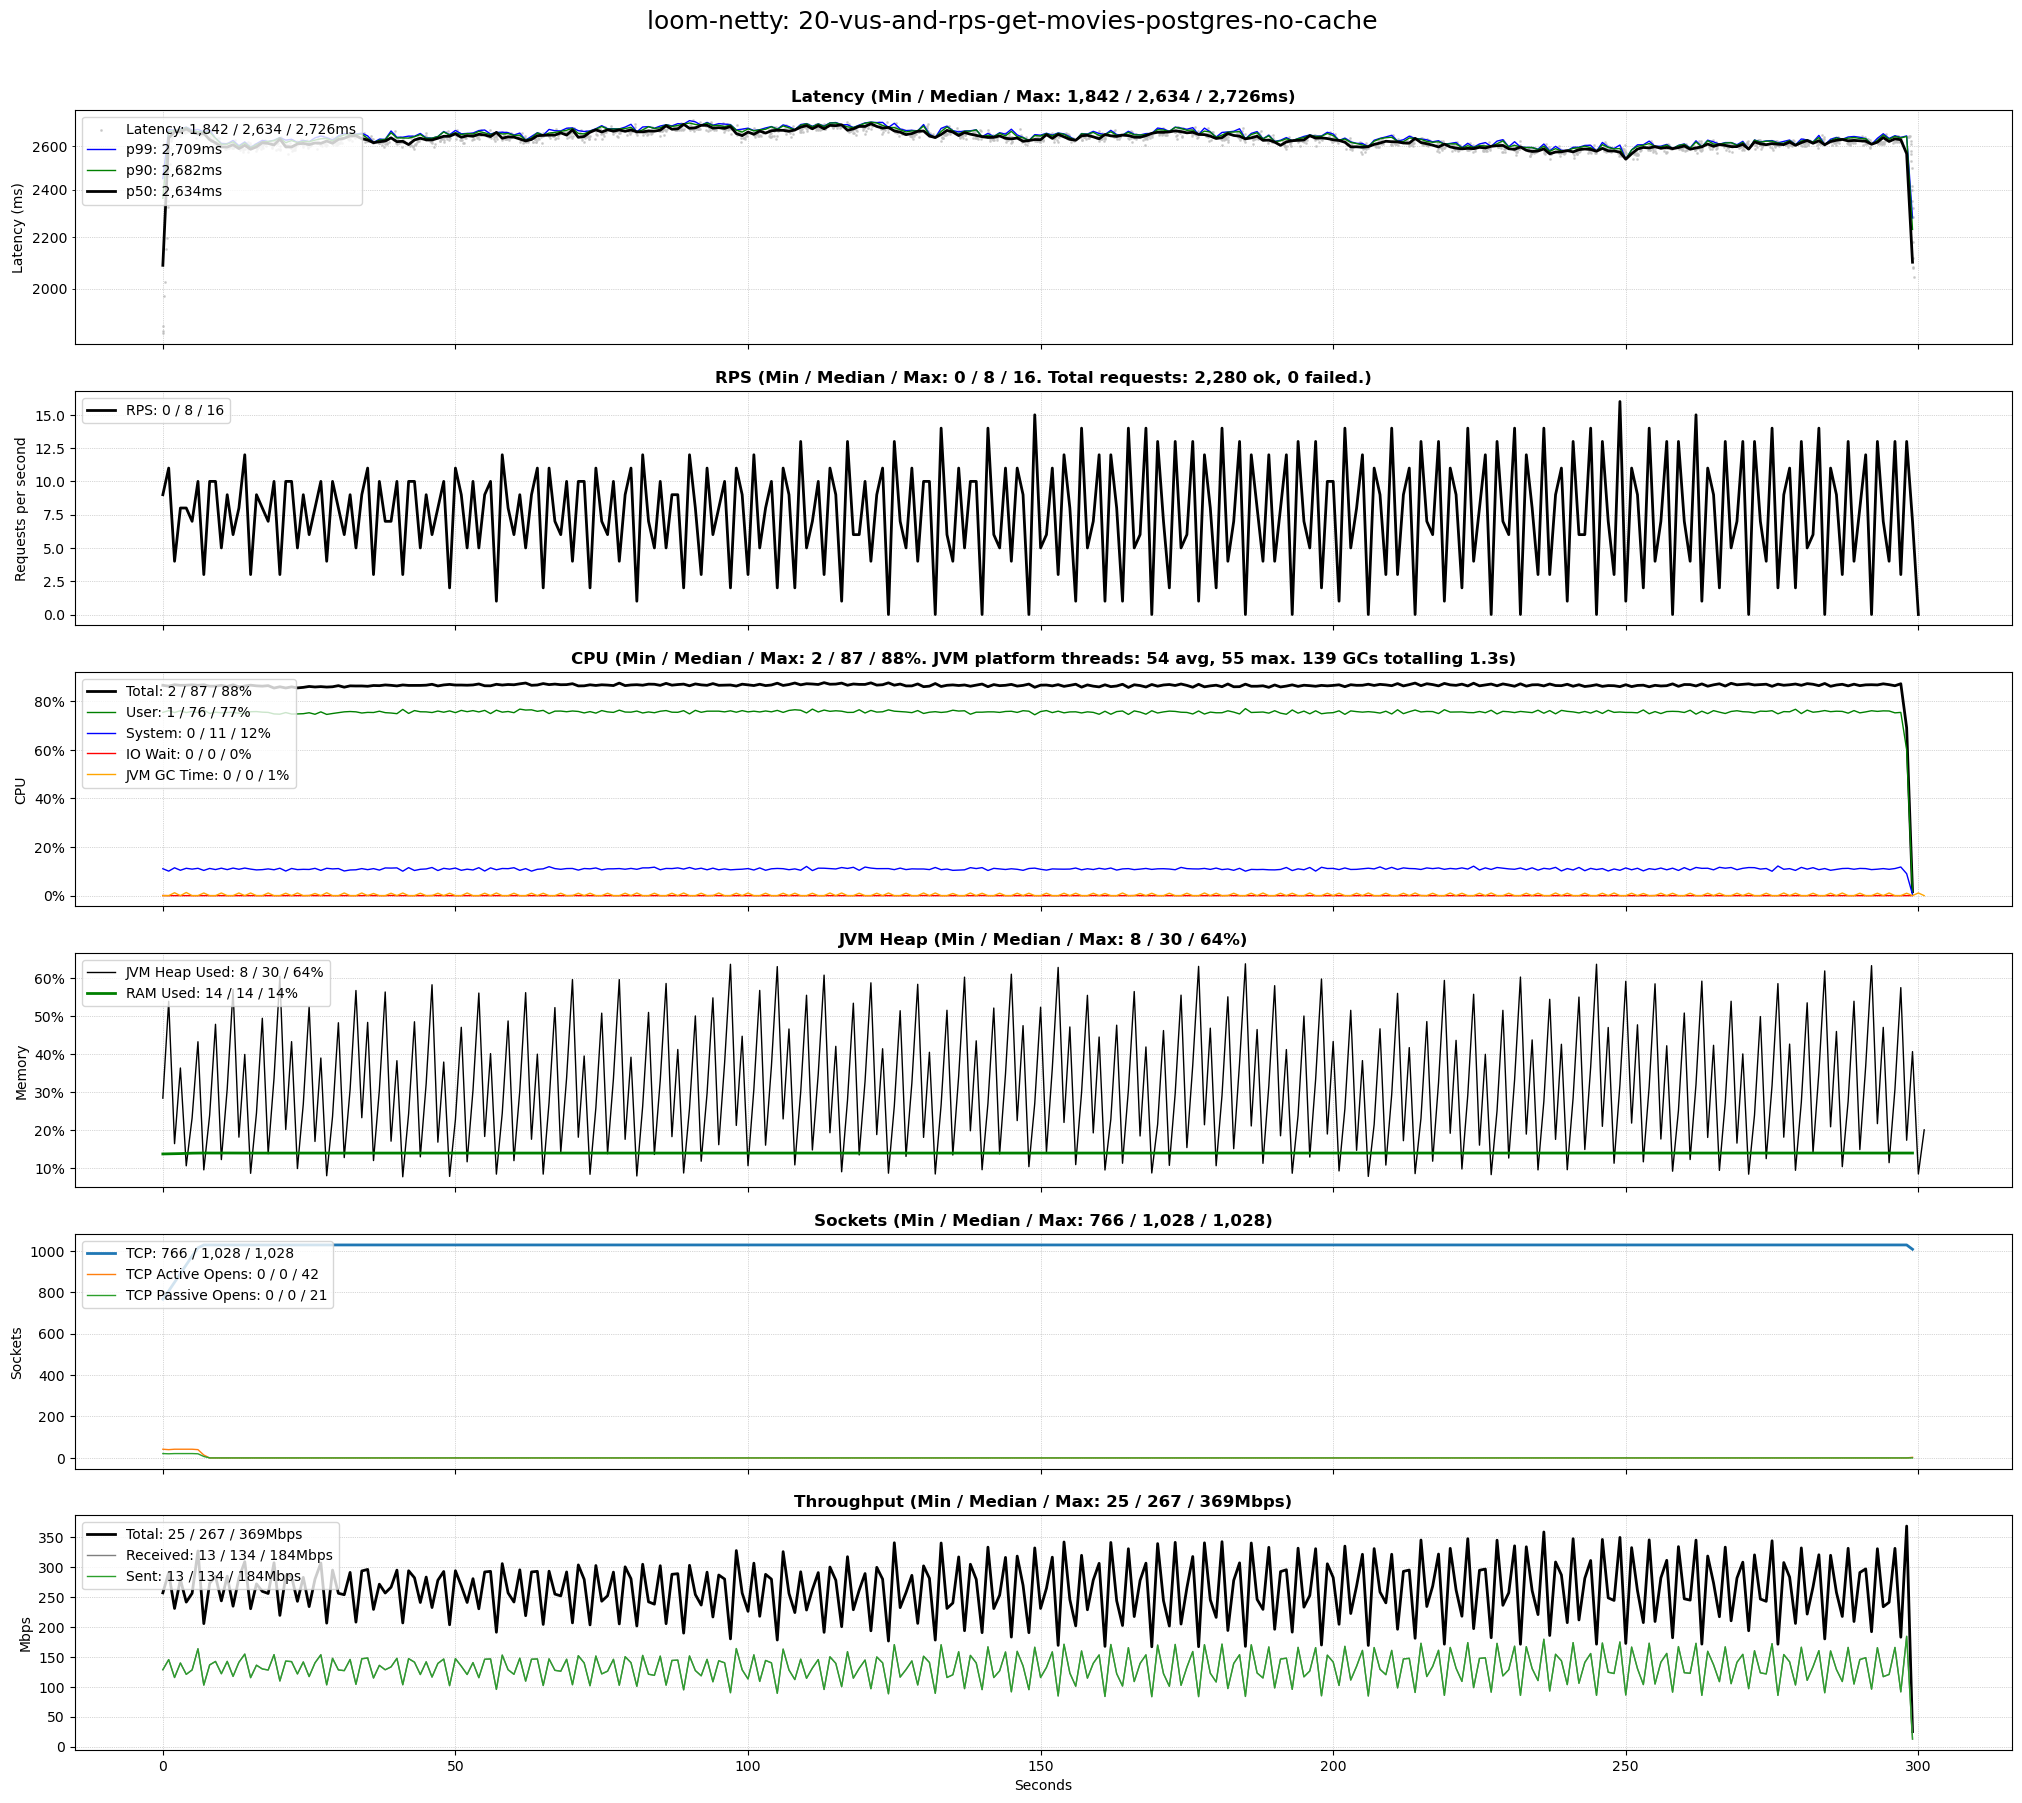 loom-netty: 20-vus-and-rps-get-movies-postgres-no-cache
Latency (Min / Median / Max: 1,842 / 2,634 / 2,726ms)
Latency: 1,842 / 2,634 / 2,726ms
p99: 2,709ms
p90: 2,682ms
p50: 2,634ms
Latency (ms)
2600
2400
2200
2000
RPS (Min / Median / Max: 0 / 8 / 16. Total requests: 2,280 ok, 0 failed.)
RPS: 0 / 8 / 16
Requests per second
15.0
12.5
10.0
7.5
5.0
2.5
0.0
CPU (Min / Median / Max: 2 / 87 / 88%. JVM platform threads: 54 avg, 55 max. 139 GCs totalling 1.3s)
Total: 2 / 87 / 88%
User: 1 / 76 / 77%
System: 0 / 11 / 12%
IO Wait: 0 / 0 / 0%
JVM GC Time: 0 / 0 / 1%
CPU
80%
60%
40%
20%
0%
JVM Heap (Min / Median / Max: 8 / 30 / 64%)
JVM Heap Used: 8 / 30 / 64%
RAM Used: 14 / 14 / 14%
Memory
60%
50%
40%
30%
20%
10%
Sockets (Min / Median / Max: 766 / 1,028 / 1,028)
TCP: 766 / 1,028 / 1,028
TCP Active Opens: 0 / 0 / 42
TCP Passive Opens: 0 / 0 / 21
Sockets
1000
800
600
400
200
0
Throughput (Min / Median / Max: 25 / 267 / 369Mbps)
Total: 25 / 267 / 369Mbps
Received: 13 / 134 / 184Mbps
Sent: 13 / 134 / 184Mbps
Mbps
350
300
250
200
150
100
50
0
0 50 100 150 200 250 300
Seconds